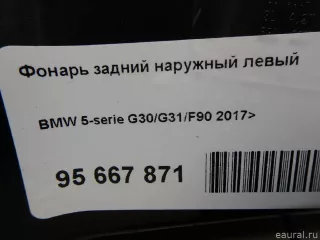 Фонарь задний наружный левый
BMW 5-serie G30/G31/F90 2017>
95 667 871
eaural.ru